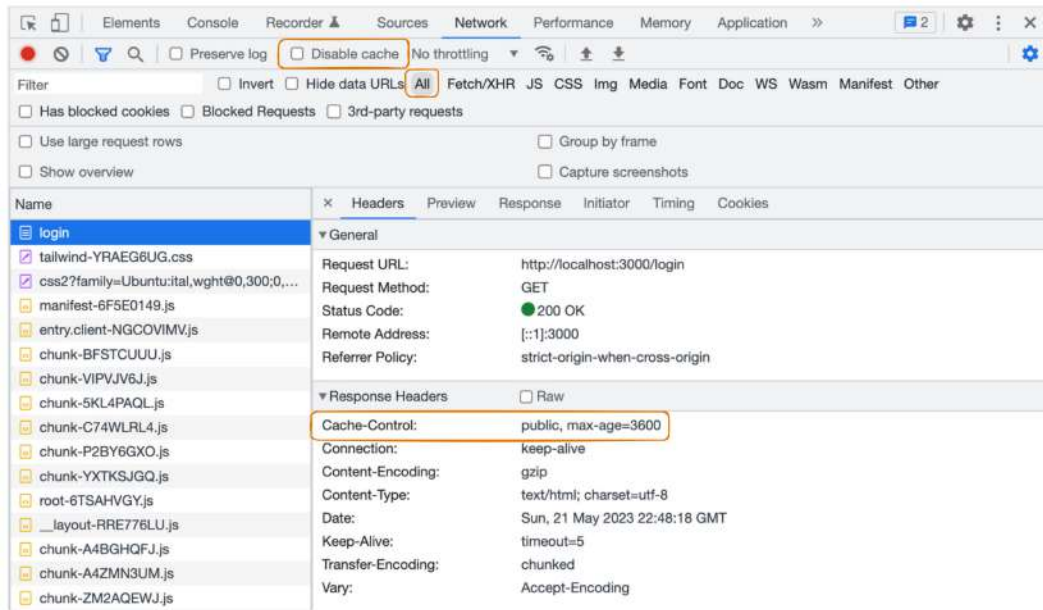 Elements Console Recorder Sources Network Performance Memory Application » 2
Preserve log Disable cache No throttling
Filter Invert Hide data URLs All Fetch/XHR JS CSS Img Media Font Doc WS Wasm Manifest Other
Has blocked cookies Blocked Requests 3rd-party requests
Use large request rows Group by frame
Show overview Capture screenshots
Name
login
tailwind-YRAEG6UG.css
css2?family=Ubuntu:ital,wght@0,300;0,...
manifest-6F5E0149.js
entry.client-NGCOVIMV.js
chunk-BFSTCUUU.js
chunk-VIPVJV6J.js
chunk-5KL4PAQL.js
chunk-C74WLRL4.js
chunk-P2BY6GXO.js
chunk-YXTKSJGQ.js
root-6TSAHVGY.js
__layout-RRE776LU.js
chunk-A4BGHQFJ.js
chunk-A4ZMN3UM.js
chunk-ZM2AQEWJ.js
× Headers Preview Response Initiator Timing Cookies
General
Request URL: http://localhost:3000/login
Request Method: GET
Status Code: 200 OK
Remote Address: [::1]:3000
Referrer Policy: strict-origin-when-cross-origin
Response Headers Raw
Cache-Control: public, max-age=3600
Connection: keep-alive
Content-Encoding: gzip
Content-Type: text/html; charset=utf-8
Date: Sun, 21 May 2023 22:48:18 GMT
Keep-Alive: timeout=5
Transfer-Encoding: chunked
Vary: Accept-Encoding